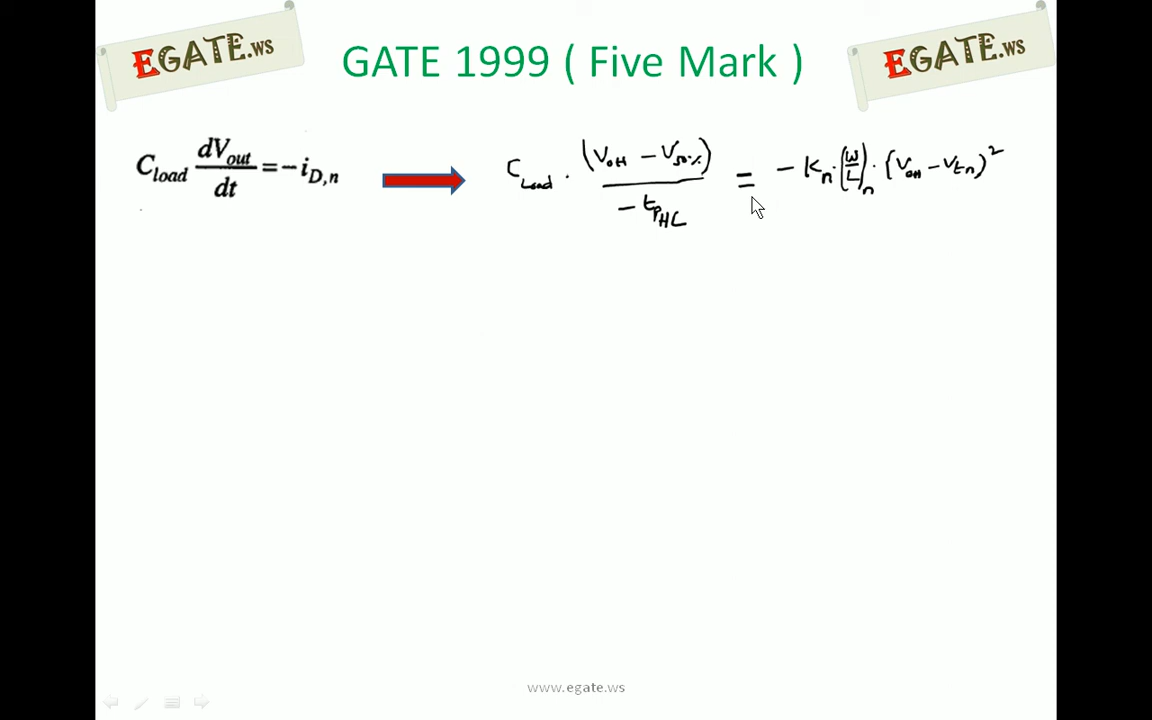 EGATE.ws
GATE 1999 ( Five Mark )
EGATE.ws
C_load dV_out/dt = -i_D,n
C_Load . (V_OH - V_50%)/(- t_PHL) = - K_n . (W/L)_n . (V_OH - V_tn)^2
www.egate.ws